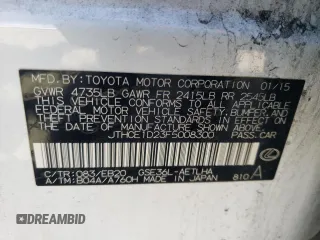 MFD.BY:TOYOTA MOTOR CORPORATION 01/15
GVWR 4735LB GAWR FR 2415LB RR 2645LB
THIS VEHICLE CONFORMS TO ALL APPLICABLE
FEDERAL MOTOR VEHICLE SAFETY, BUMPER, AND
THEFT PREVENTION STANDARDS IN EFFECT ON
THE DATE OF MANUFACTURE SHOWN ABOVE.
JTHCE1D23F5008300 PASS.CAR
C/TR:083/EB20 GSE36L-AETLHA
A/TM:B04A/A760H MADE IN JAPAN 810 A
© DREAMBID.COM